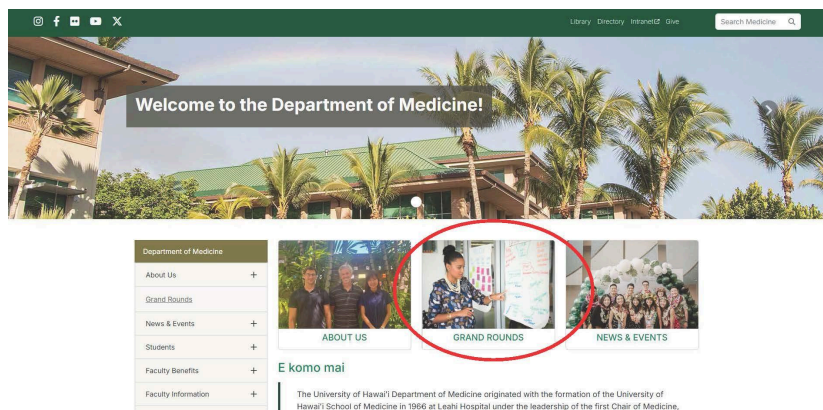 Library Directory Intranet Give
Search Medicine
Welcome to the Department of Medicine!
Department of Medicine
About Us +
Grand Rounds
News & Events +
Students +
Faculty Benefits +
Faculty Information +
ABOUT US
GRAND ROUNDS
NEWS & EVENTS
E komo mai
The University of Hawai'i Department of Medicine originated with the formation of the University of
Hawai'i School of Medicine in 1966 at Leahi Hospital under the leadership of the first Chair of Medicine,